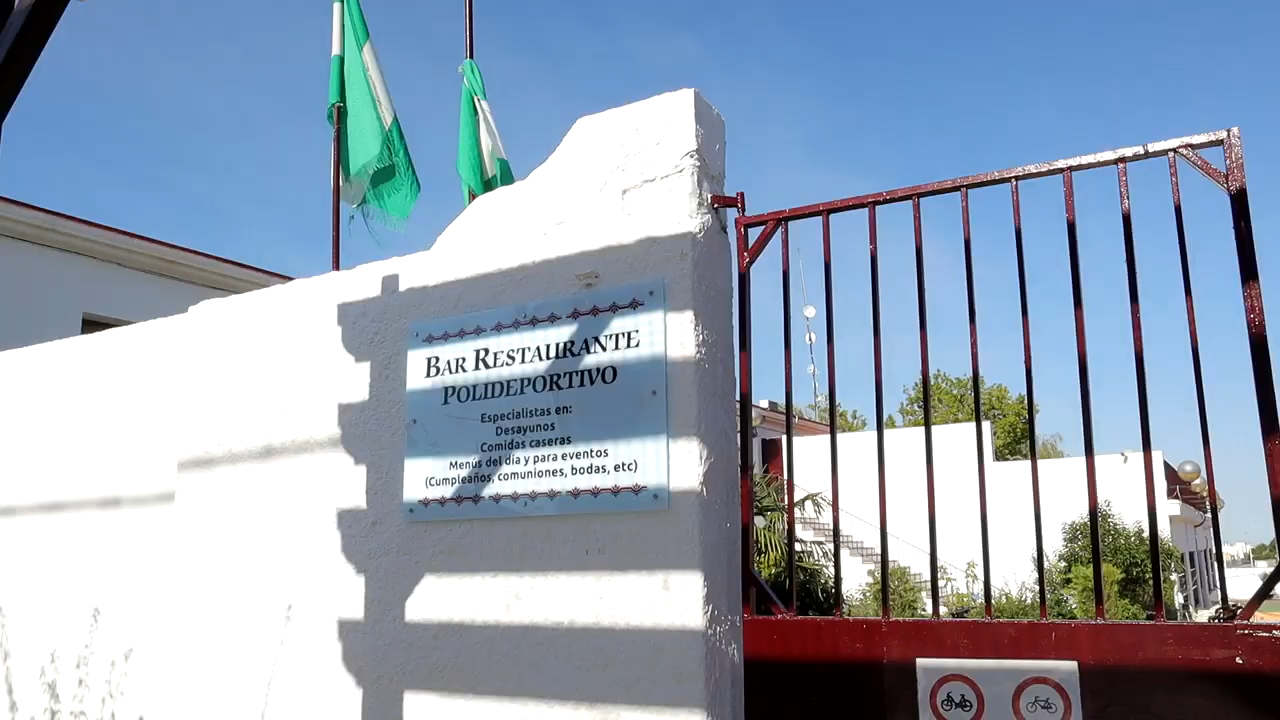 BAR RESTAURANTE
POLIDEPORTIVO
Especialistas en:
Desayunos
Comidas caseras
Menús del día y para eventos
(Cumpleaños, comuniones, bodas, etc)